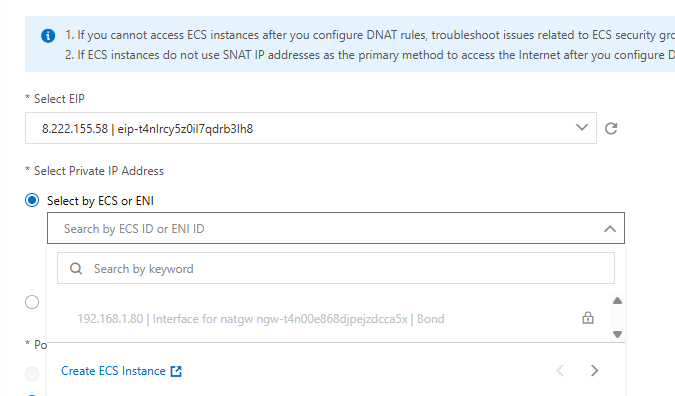 1. If you cannot access ECS instances after you configure DNAT rules, troubleshoot issues related to ECS security gro
2. If ECS instances do not use SNAT IP addresses as the primary method to access the Internet after you configure D
* Select EIP
8.222.155.58 | eip-t4nlrcy5z0il7qdrb3lh8
* Select Private IP Address
Select by ECS or ENI
Search by ECS ID or ENI ID
Search by keyword
192.168.1.80 | Interface for natgw ngw-t4n00e868djpejzdcca5x | Bond
* Po
Create ECS Instance